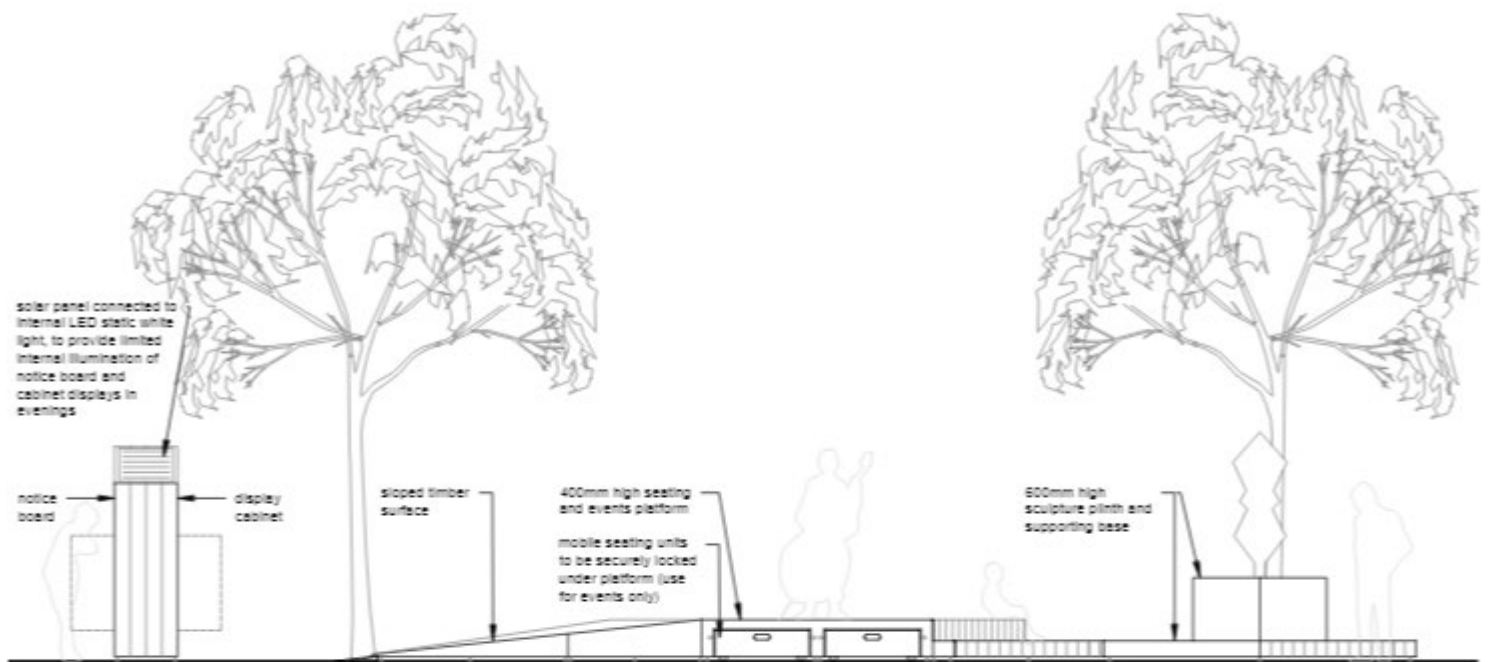 solar panel connected to
internal LED static white
light, to provide limited
internal illumination of
notice board and
cabinet displays in
evenings
notice
board
display
cabinet
sloped timber
surface
400mm high seating
and events platform
mobile seating units
to be securely locked
under platform (use
for events only)
600mm high
sculpture plinth and
supporting base